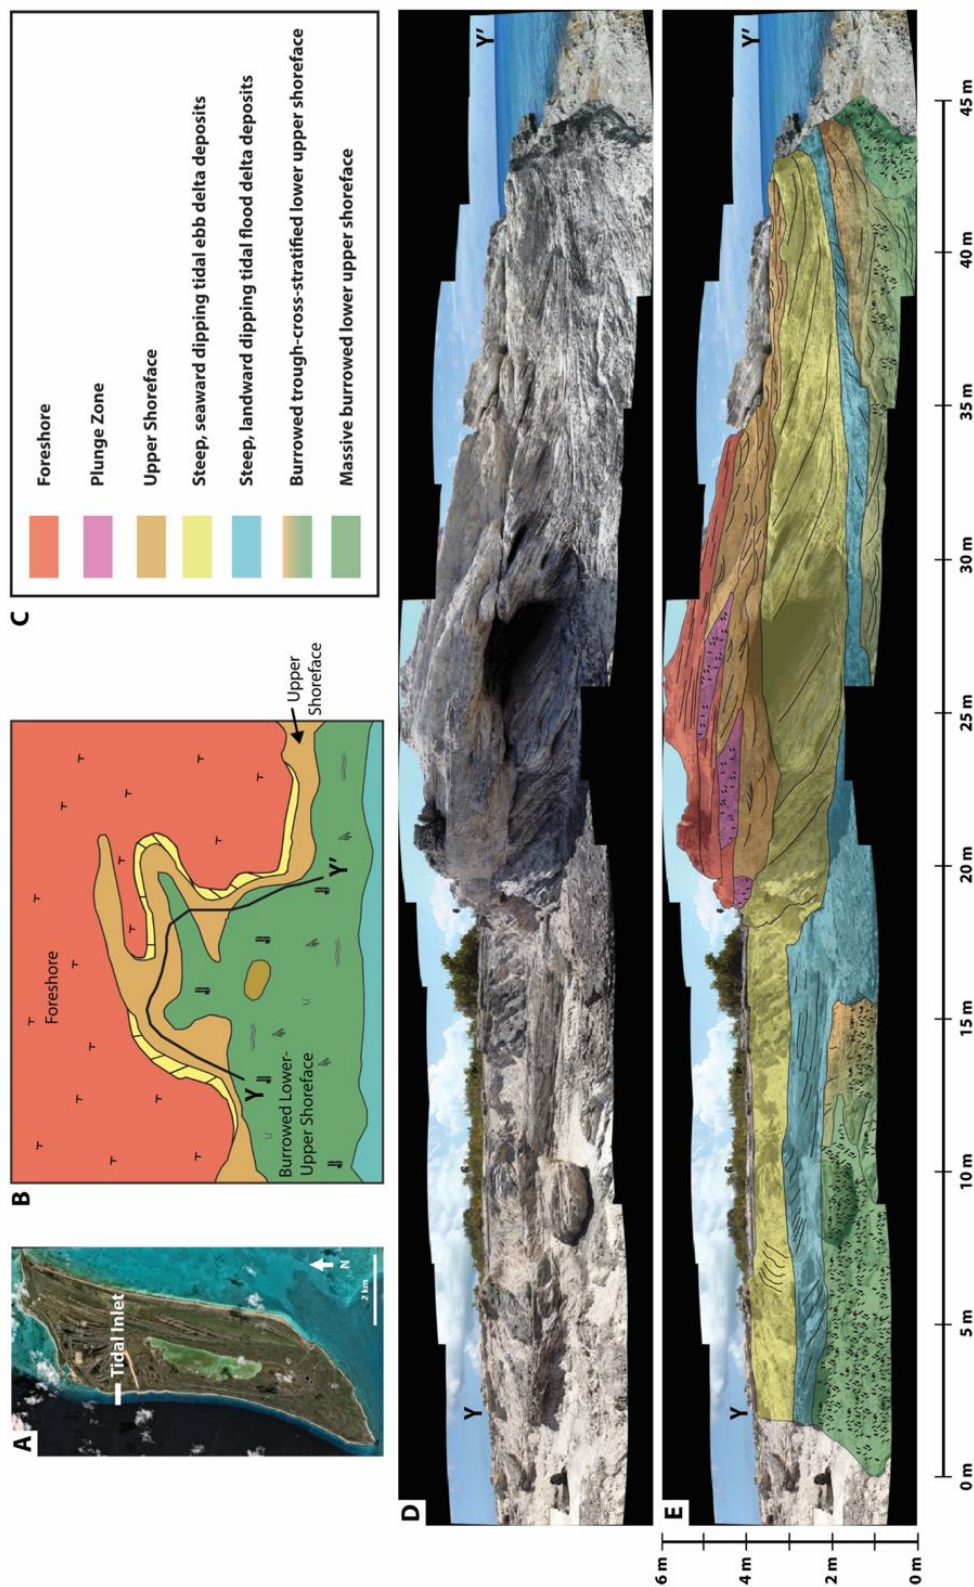 A
Tidal Inlet
N
2 km
B
Foreshore
Burrowed Lower-
Upper Shoreface
Upper
Shoreface
Y
Y'
C
Foreshore
Plunge Zone
Upper Shoreface
Steep, seaward dipping tidal ebb delta deposits
Steep, landward dipping tidal flood delta deposits
Burrowed trough-cross-stratified lower upper shoreface
Massive burrowed lower upper shoreface
D
Y
Y'
E
Y
Y'
6 m
4 m
2 m
0 m
0 m
5 m
10 m
15 m
20 m
25 m
30 m
35 m
40 m
45 m